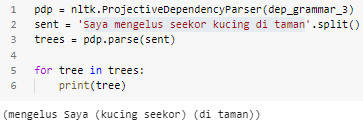 1 pdp = nltk.ProjectiveDependencyParser(dep_grammar_3)
2 sent = 'Saya mengelus seekor kucing di taman'.split()
3 trees = pdp.parse(sent)
4
5 for tree in trees:
6     print(tree)
(mengelus Saya (kucing seekor) (di taman))